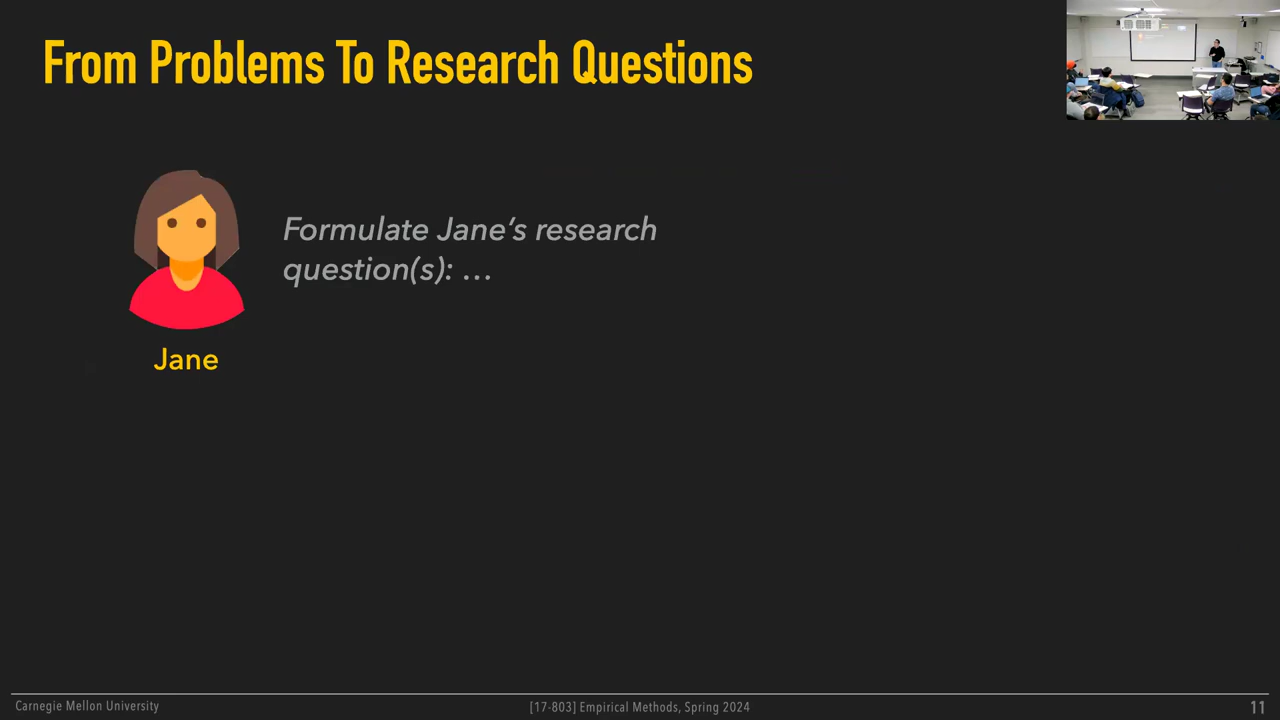 From Problems To Research Questions
Formulate Jane’s research
question(s): …
Jane
Carnegie Mellon University
[17-803] Empirical Methods, Spring 2024
11